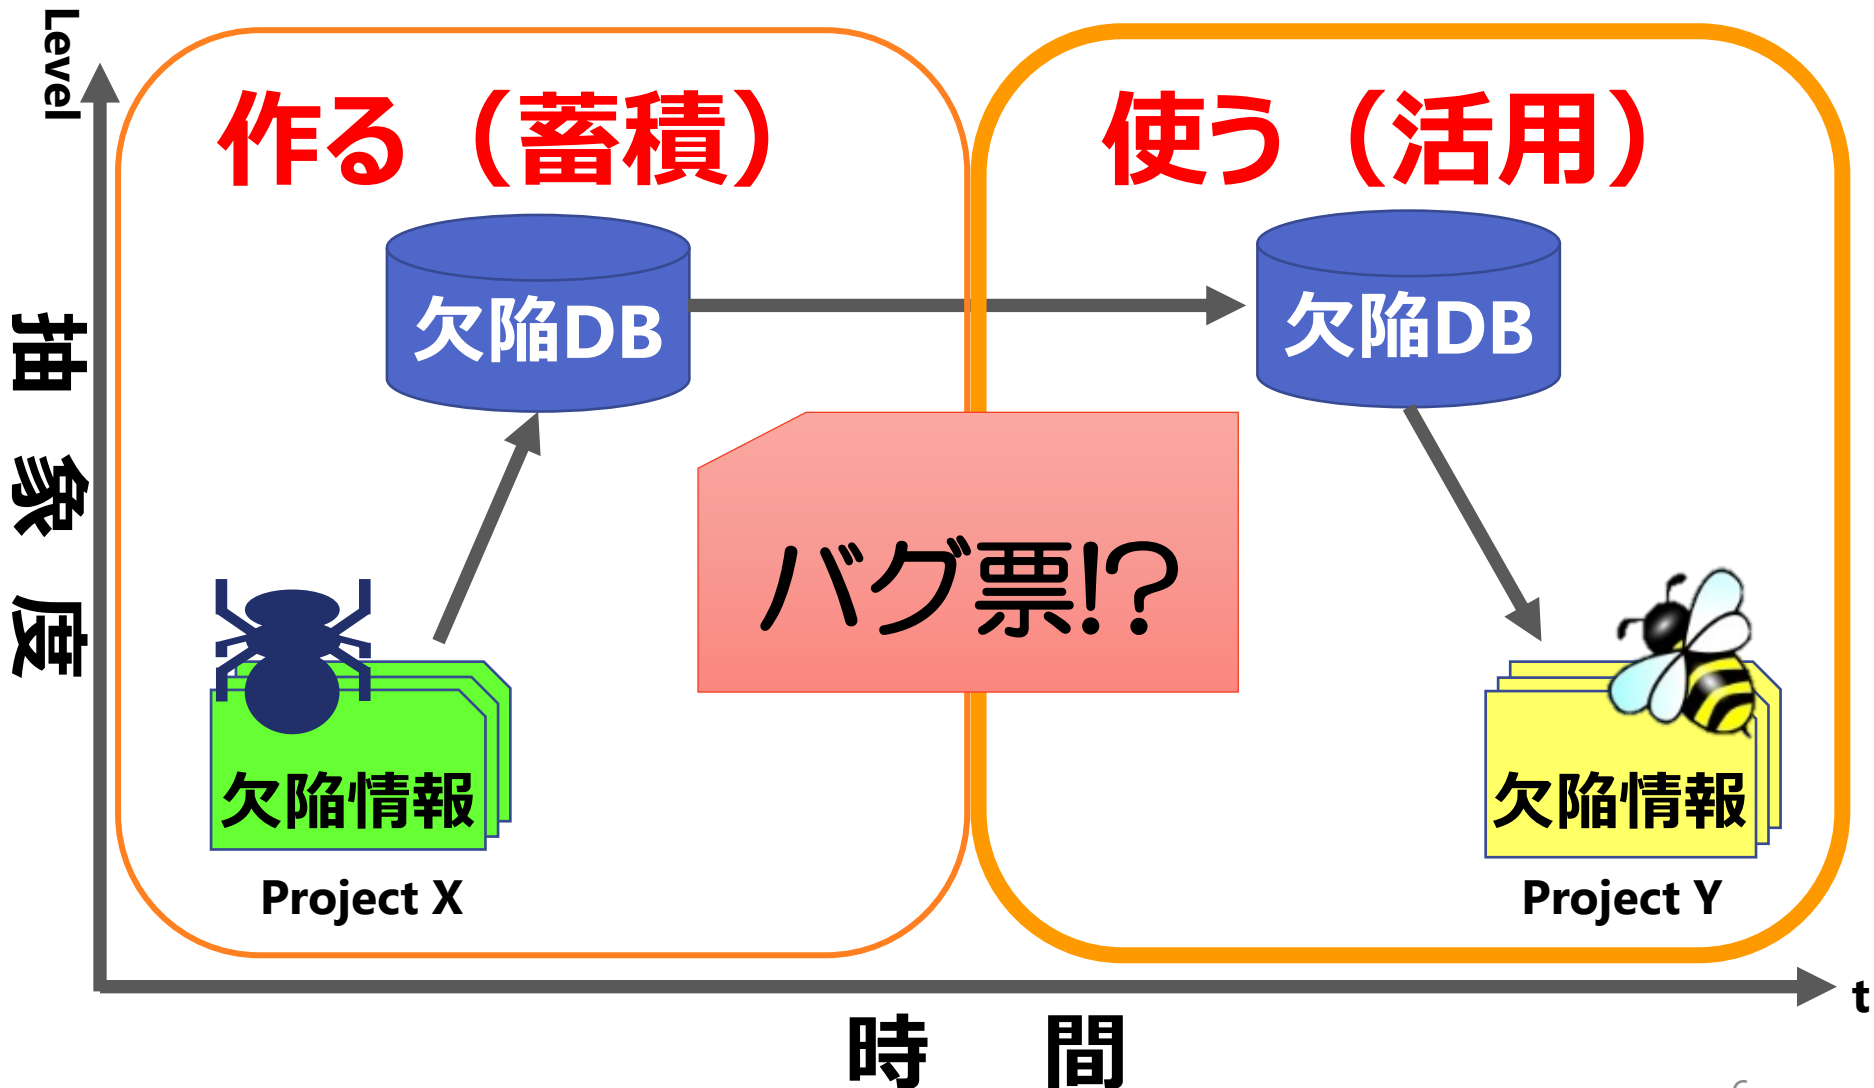 Level
抽象度
作る（蓄積）
使う（活用）
欠陥DB
欠陥DB
バグ票!?
欠陥情報
欠陥情報
Project X
Project Y
t
時　間